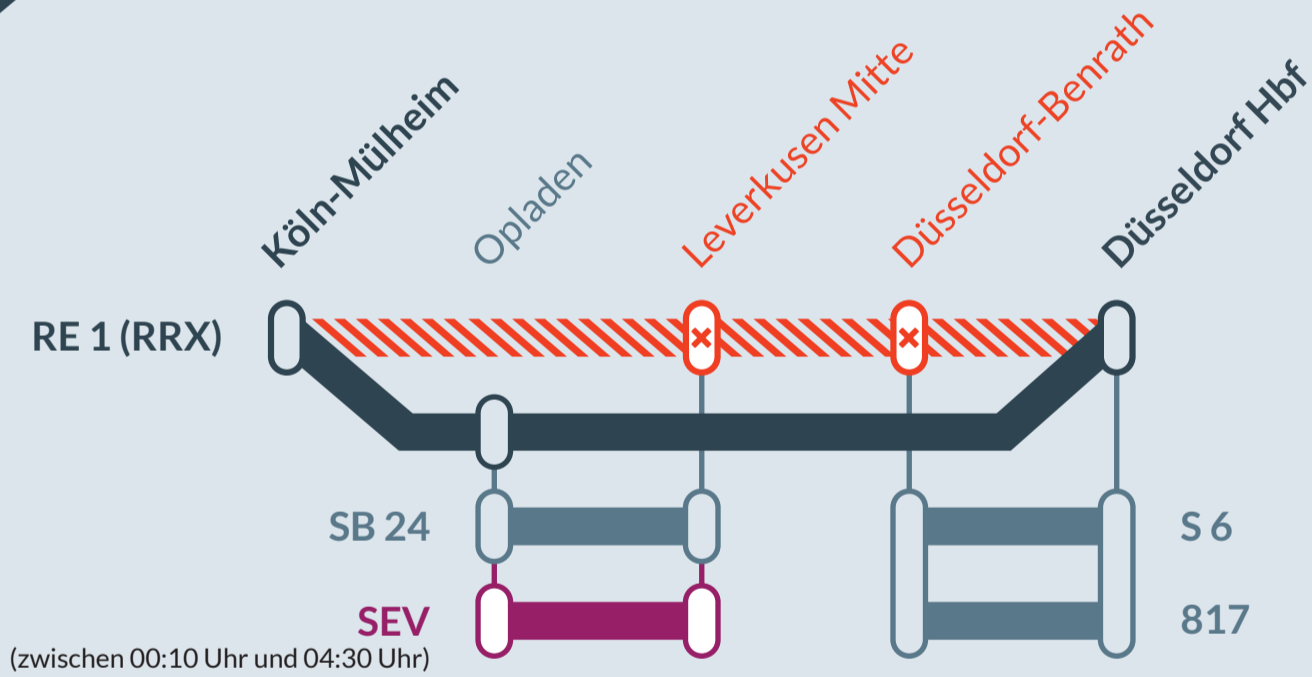 Köln-Mülheim
Opladen
Leverkusen Mitte
Düsseldorf-Benrath
Düsseldorf Hbf
RE 1 (RRX)
SB 24
S 6
SEV
817
(zwischen 00:10 Uhr und 04:30 Uhr)